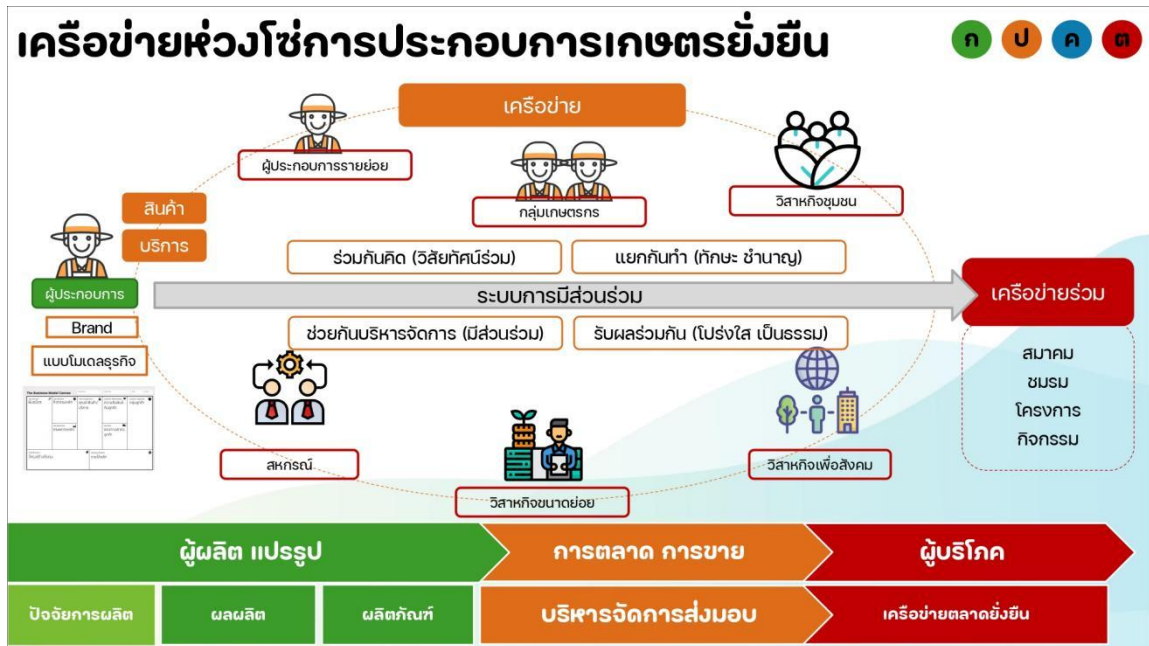 เครือข่ายห่วงโซ่การประกอบการเกษตรยั่งยืน
ก ป ค ต
เครือข่าย
ผู้ประกอบการรายย่อย
กลุ่มเกษตรกร
วิสาหกิจชุมชน
สินค้า
บริการ
ผู้ประกอบการ
Brand
แบบโมเดลธุรกิจ
ร่วมกันคิด (วิสัยทัศน์ร่วม)
แยกกันทำ (ทักษะ ชำนาญ)
ระบบการมีส่วนร่วม
ช่วยกันบริหารจัดการ (มีส่วนร่วม)
รับผลร่วมกัน (โปร่งใส เป็นธรรม)
เครือข่ายร่วม
สมาคม
ชมรม
โครงการ
กิจกรรม
The Business Model Canvas
สหกรณ์
วิสาหกิจขนาดย่อย
วิสาหกิจเพื่อสังคม
ผู้ผลิต แปรรูป
การตลาด การขาย
ผู้บริโภค
ปัจจัยการผลิต
ผลผลิต
ผลิตภัณฑ์
บริหารจัดการส่งมอบ
เครือข่ายตลาดยั่งยืน